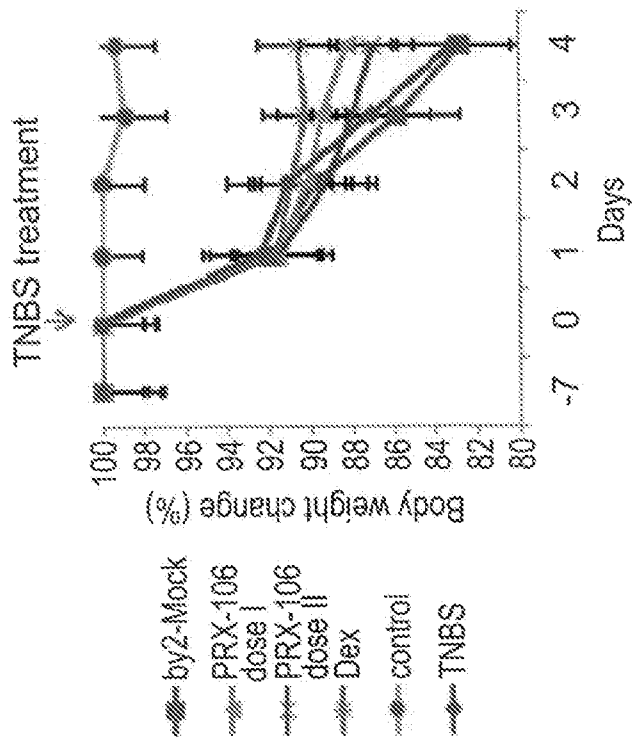 TNBS treatment
Body weight change (%)
100
98
96
94
92
90
88
86
84
82
80
-7 0 1 2 3 4
Days
by2-Mock
PRX-106
dose I
PRX-106
dose II
Dex
control
TNBS